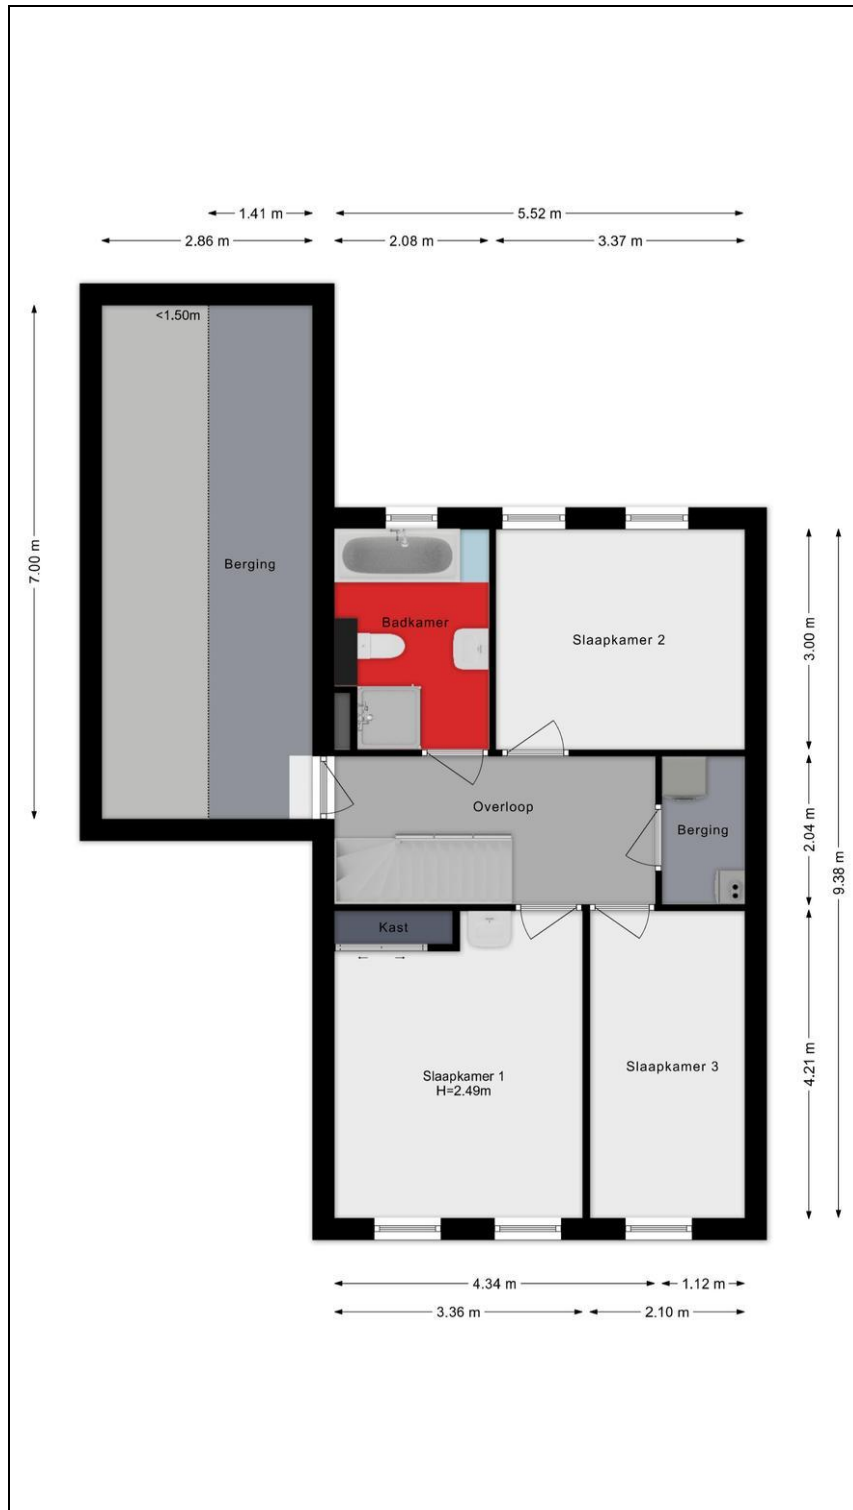 1.41 m
5.52 m
2.86 m
2.08 m
3.37 m
<1.50m
7.00 m
Berging
Badkamer
Slaapkamer 2
3.00 m
Overloop
Berging
2.04 m
9.38 m
Kast
Slaapkamer 1
H=2.49m
Slaapkamer 3
4.21 m
4.34 m
1.12 m
3.36 m
2.10 m